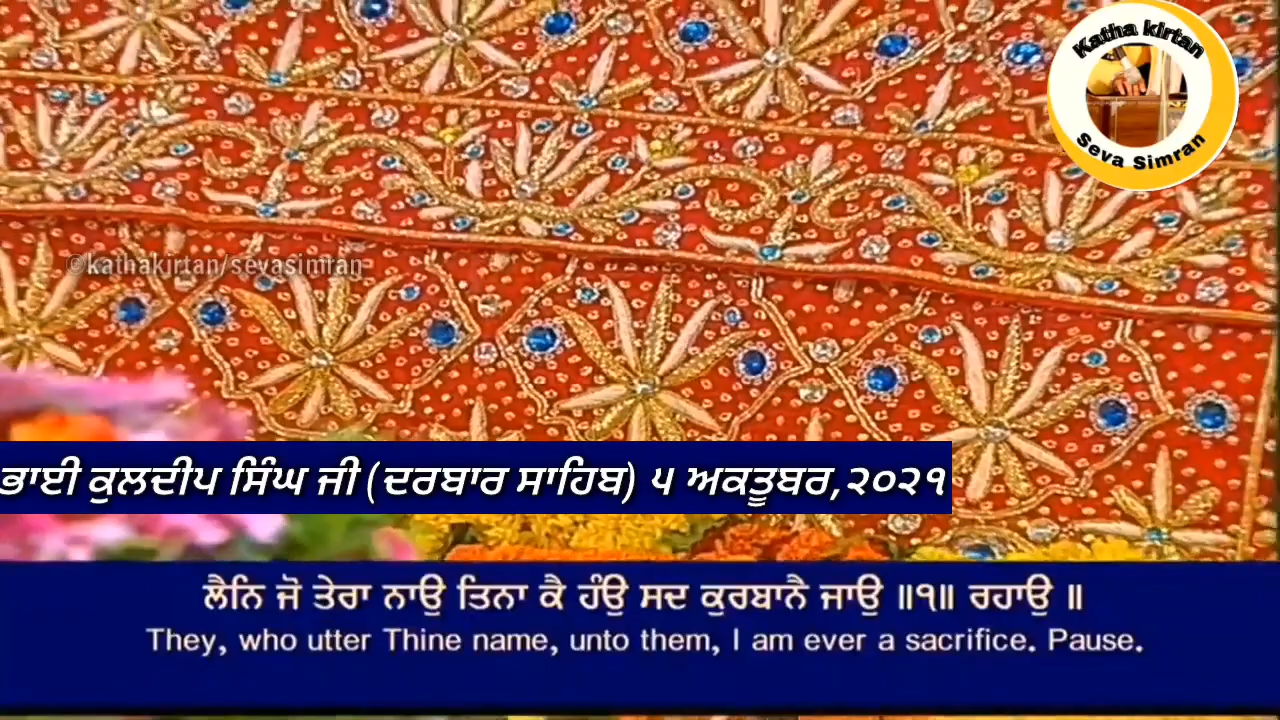 Katha kirtan
Seva Simran
©kathakirtan/sevasimran
ਭਾਈ ਕੁਲਦੀਪ ਸਿੰਘ ਜੀ (ਦਰਬਾਰ ਸਾਹਿਬ) ੫ ਅਕਤੂਬਰ,੨੦੨੧
ਲੈਨਿ ਜੋ ਤੇਰਾ ਨਾਉ ਤਿਨਾ ਕੈ ਹੰਉ ਸਦ ਕੁਰਬਾਨੈ ਜਾਉ ॥੧॥ ਰਹਾਉ ॥
They, who utter Thine name, unto them, I am ever a sacrifice. Pause.